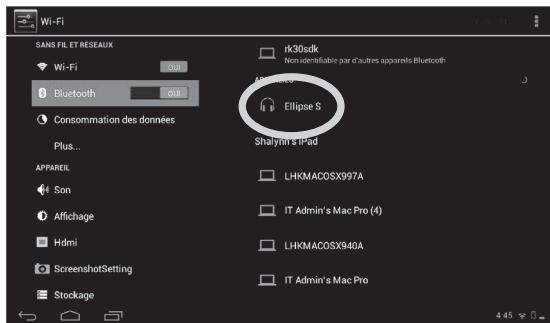 Wi-Fi
SANS FIL ET RÉSEAUX
Wi-Fi
OUI
Bluetooth
OUI
Consommation des données
Plus...
APPAREIL
Son
Affichage
Hdmi
ScreenshotSetting
Stockage
rk30sdk
Non identifiable par d'autres appareils Bluetooth
Ellipse S
Shalynn's iPad
LHKMACOSX997A
IT Admin's Mac Pro (4)
LHKMACOSX940A
IT Admin's Mac Pro
4:45